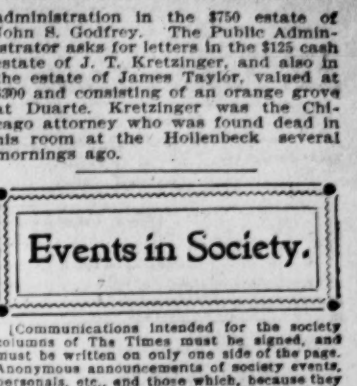 administration in the $750 estate of
John S. Godfrey. The Public Admin-
istrator asks for letters in the $125 cash
estate of J. T. Kretzinger, and also in
the estate of James Taylor, valued at
$300 and consisting of an orange grove
at Duarte. Kretzinger was the Chi-
cago attorney who was found dead in
his room at the Hollenbeck several
mornings ago.
Events in Society.
[Communications intended for the society
columns of The Times must be signed, and
must be written on only one side of the page.
Anonymous announcements of society events,
personals, etc., and those which, because they